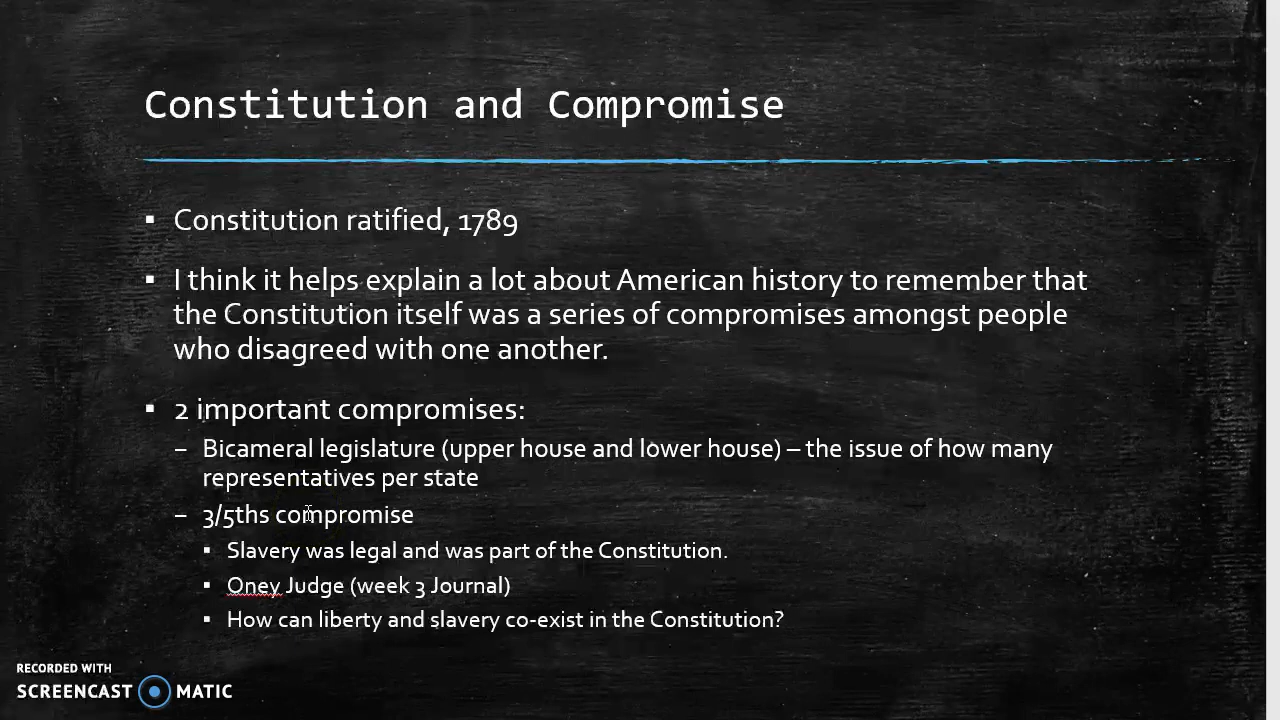 Constitution and Compromise
▪ Constitution ratified, 1789
▪ I think it helps explain a lot about American history to remember that
the Constitution itself was a series of compromises amongst people
who disagreed with one another.
▪ 2 important compromises:
– Bicameral legislature (upper house and lower house) – the issue of how many
representatives per state
– 3/5ths compromise
▪ Slavery was legal and was part of the Constitution.
▪ Oney Judge (week 3 Journal)
▪ How can liberty and slavery co-exist in the Constitution?
RECORDED WITH
SCREENCAST MATIC